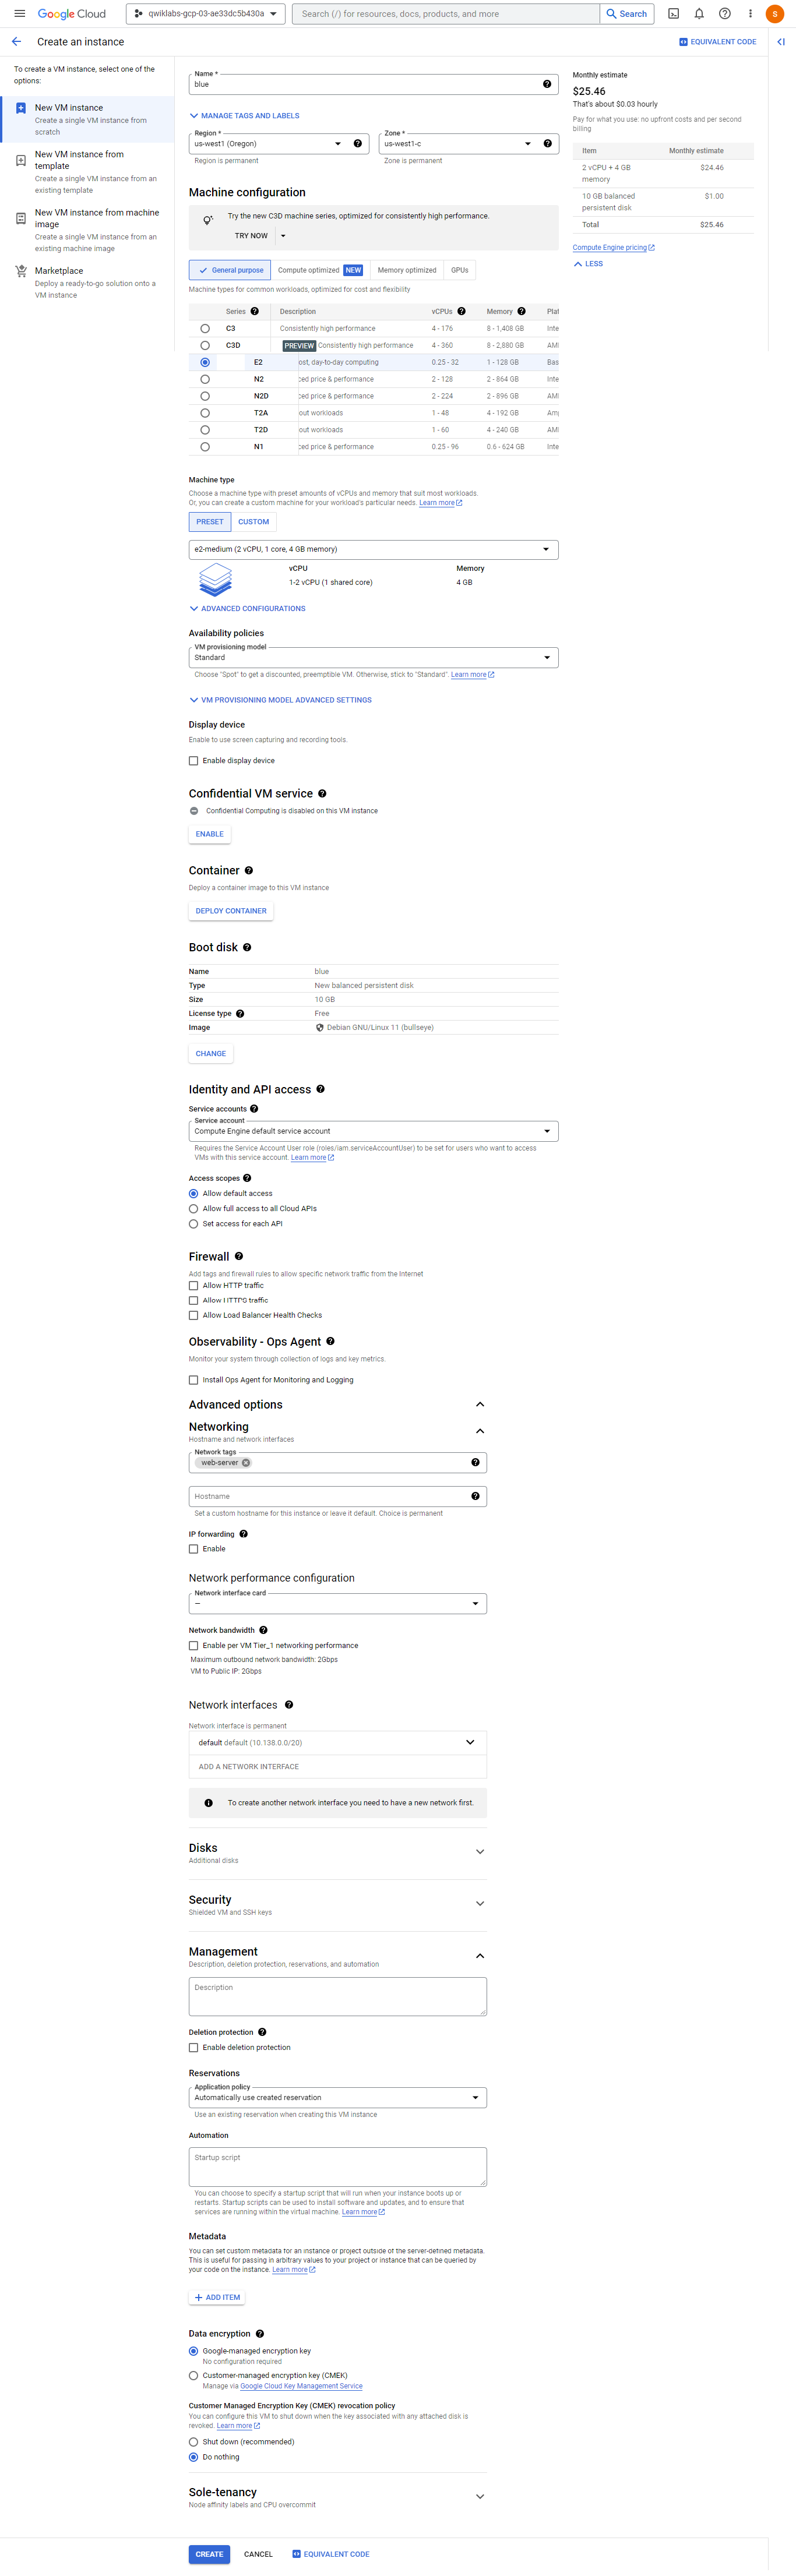 Google Cloud
qwiklabs-gcp-03-ae33dc5b430a
Search (/) for resources, docs, products, and more
Search
S
Create an instance
EQUIVALENT CODE
To create a VM instance, select one of the
options:
New VM instance
Create a single VM instance from
scratch
New VM instance from
template
Create a single VM instance from an
existing template
New VM instance from machine
image
Create a single VM instance from an
existing machine image
Marketplace
Deploy a ready-to-go solution onto a
VM instance
Name *
blue
MANAGE TAGS AND LABELS
Region *
us-west1 (Oregon)
Region is permanent
Zone *
us-west1-c
Zone is permanent
Machine configuration
Try the new C3D machine series, optimized for consistently high performance.
TRY NOW
General purpose
Compute optimized NEW
Memory optimized
GPUs
Machine types for common workloads, optimized for cost and flexibility
Series Description vCPUs Memory Plat
C3 Consistently high performance 4 - 176 8 - 1,408 GB Inte
C3D PREVIEW Consistently high performance 4 - 360 8 - 2,880 GB AMI
E2 ost, day-to-day computing 0.25 - 32 1 - 128 GB Bas
N2 ced price & performance 2 - 128 2 - 864 GB Inte
N2D ced price & performance 2 - 224 2 - 896 GB AMI
T2A out workloads 1 - 48 4 - 192 GB Am
T2D out workloads 1 - 60 4 - 240 GB AMI
N1 ced price & performance 0.25 - 96 0.6 - 624 GB Inte
Machine type
Choose a machine type with preset amounts of vCPUs and memory that suit most workloads.
Or, you can create a custom machine for your workload's particular needs. Learn more
PRESET
CUSTOM
e2-medium (2 vCPU, 1 core, 4 GB memory)
vCPU Memory
1-2 vCPU (1 shared core) 4 GB
ADVANCED CONFIGURATIONS
Availability policies
VM provisioning model
Standard
Choose "Spot" to get a discounted, preemptible VM. Otherwise, stick to "Standard". Learn more
VM PROVISIONING MODEL ADVANCED SETTINGS
Display device
Enable to use screen capturing and recording tools.
Enable display device
Confidential VM service
Confidential Computing is disabled on this VM instance
ENABLE
Container
Deploy a container image to this VM instance
DEPLOY CONTAINER
Boot disk
Name blue
Type New balanced persistent disk
Size 10 GB
License type Free
Image Debian GNU/Linux 11 (bullseye)
CHANGE
Identity and API access
Service accounts
Service account
Compute Engine default service account
Requires the Service Account User role (roles/iam.serviceAccountUser) to be set for users who want to access
VMs with this service account. Learn more
Access scopes
Allow default access
Allow full access to all Cloud APIs
Set access for each API
Firewall
Add tags and firewall rules to allow specific network traffic from the Internet
Allow HTTP traffic
Allow HTTPS traffic
Allow Load Balancer Health Checks
Observability - Ops Agent
Monitor your system through collection of logs and key metrics.
Install Ops Agent for Monitoring and Logging
Advanced options
Networking
Hostname and network interfaces
Network tags
web-server
Hostname
Set a custom hostname for this instance or leave it default. Choice is permanent
IP forwarding
Enable
Network performance configuration
Network interface card
—
Network bandwidth
Enable per VM Tier_1 networking performance
Maximum outbound network bandwidth: 2Gbps
VM to Public IP: 2Gbps
Network interfaces
Network interface is permanent
default default (10.138.0.0/20)
ADD A NETWORK INTERFACE
To create another network interface you need to have a new network first.
Disks
Additional disks
Security
Shielded VM and SSH keys
Management
Description, deletion protection, reservations, and automation
Description
Deletion protection
Enable deletion protection
Reservations
Application policy
Automatically use created reservation
Use an existing reservation when creating this VM instance
Automation
Startup script
You can choose to specify a startup script that will run when your instance boots up or
restarts. Startup scripts can be used to install software and updates, and to ensure that
services are running within the virtual machine. Learn more
Metadata
You can set custom metadata for an instance or project outside of the server-defined metadata.
This is useful for passing in arbitrary values to your project or instance that can be queried by
your code on the instance. Learn more
ADD ITEM
Data encryption
Google-managed encryption key
No configuration required
Customer-managed encryption key (CMEK)
Manage via Google Cloud Key Management Service
Customer Managed Encryption Key (CMEK) revocation policy
You can configure this VM to shut down when the key associated with any attached disk is
revoked. Learn more
Shut down (recommended)
Do nothing
Sole-tenancy
Node affinity labels and CPU overcommit
CREATE
CANCEL
EQUIVALENT CODE
Monthly estimate
$25.46
That's about $0.03 hourly
Pay for what you use: no upfront costs and per second
billing
Item Monthly estimate
2 vCPU + 4 GB $24.46
memory
10 GB balanced $1.00
persistent disk
Total $25.46
Compute Engine pricing
LESS